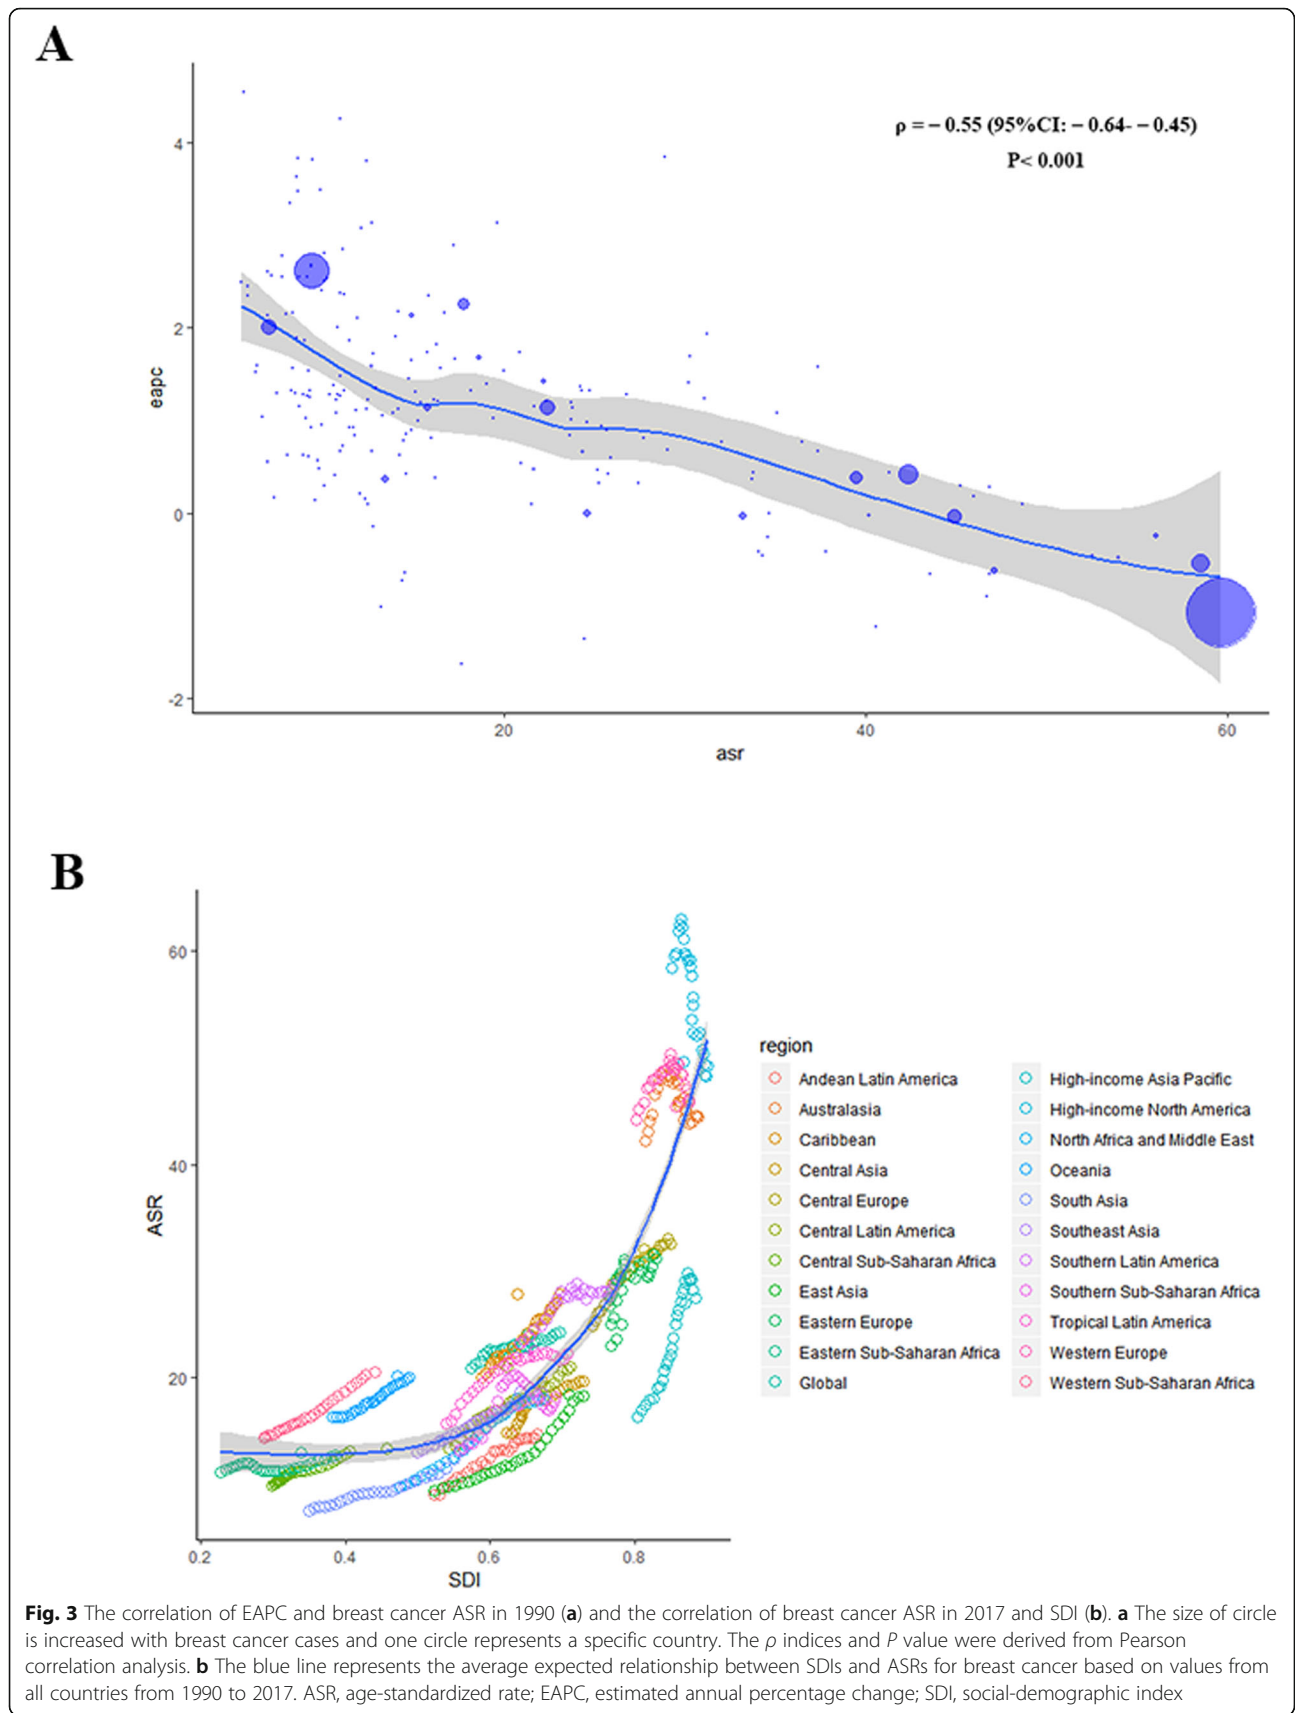 A
ρ = – 0.55 (95%CI: – 0.64- – 0.45)
P< 0.001
4
2
0
-2
eapc
20
40
60
asr
B
60
40
20
ASR
0.2
0.4
0.6
0.8
SDI
region
Andean Latin America
Australasia
Caribbean
Central Asia
Central Europe
Central Latin America
Central Sub-Saharan Africa
East Asia
Eastern Europe
Eastern Sub-Saharan Africa
Global
High-income Asia Pacific
High-income North America
North Africa and Middle East
Oceania
South Asia
Southeast Asia
Southern Latin America
Southern Sub-Saharan Africa
Tropical Latin America
Western Europe
Western Sub-Saharan Africa
Fig. 3 The correlation of EAPC and breast cancer ASR in 1990 (a) and the correlation of breast cancer ASR in 2017 and SDI (b). a The size of circle
is increased with breast cancer cases and one circle represents a specific country. The ρ indices and P value were derived from Pearson
correlation analysis. b The blue line represents the average expected relationship between SDIs and ASRs for breast cancer based on values from
all countries from 1990 to 2017. ASR, age-standardized rate; EAPC, estimated annual percentage change; SDI, social-demographic index